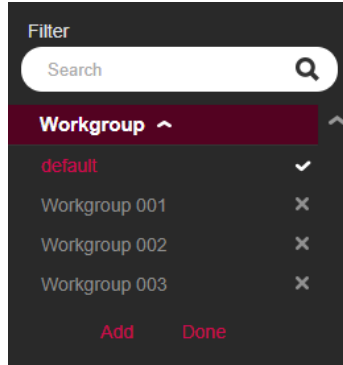 Filter
Search
Workgroup
default
Workgroup 001
Workgroup 002
Workgroup 003
Add Done